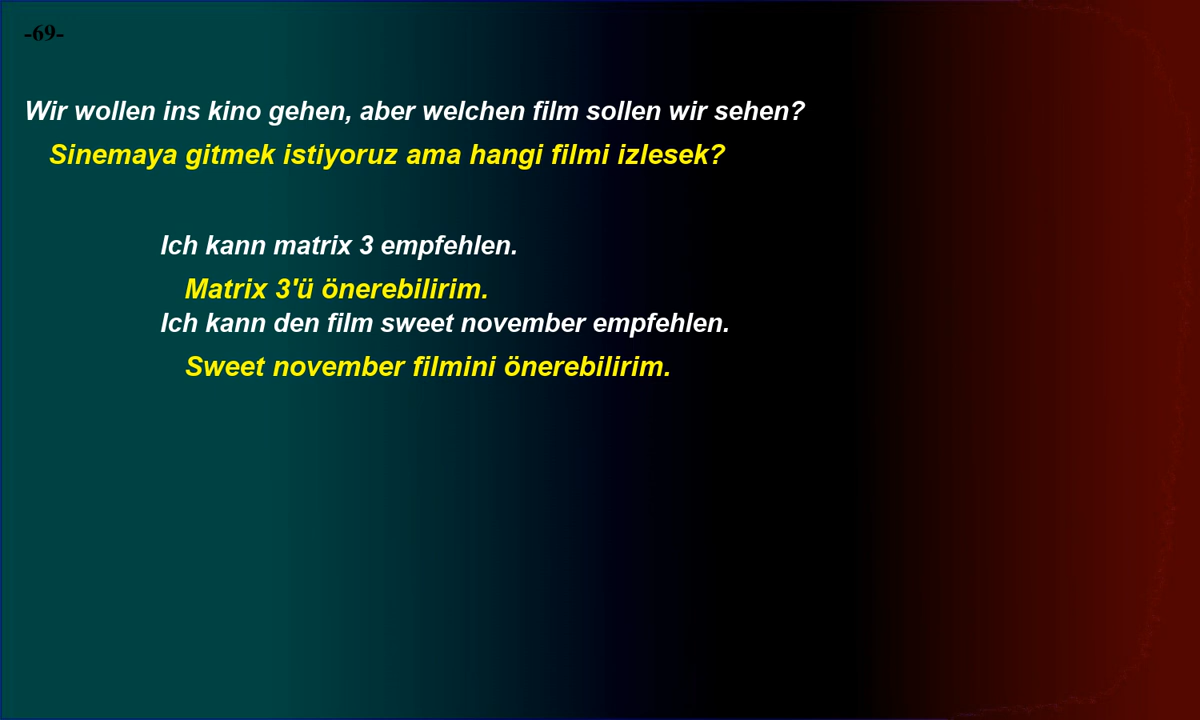 -69-
Wir wollen ins kino gehen, aber welchen film sollen wir sehen?
Sinemaya gitmek istiyoruz ama hangi filmi izlesek?
Ich kann matrix 3 empfehlen.
Matrix 3'ü önerebilirim.
Ich kann den film sweet november empfehlen.
Sweet november filmini önerebilirim.